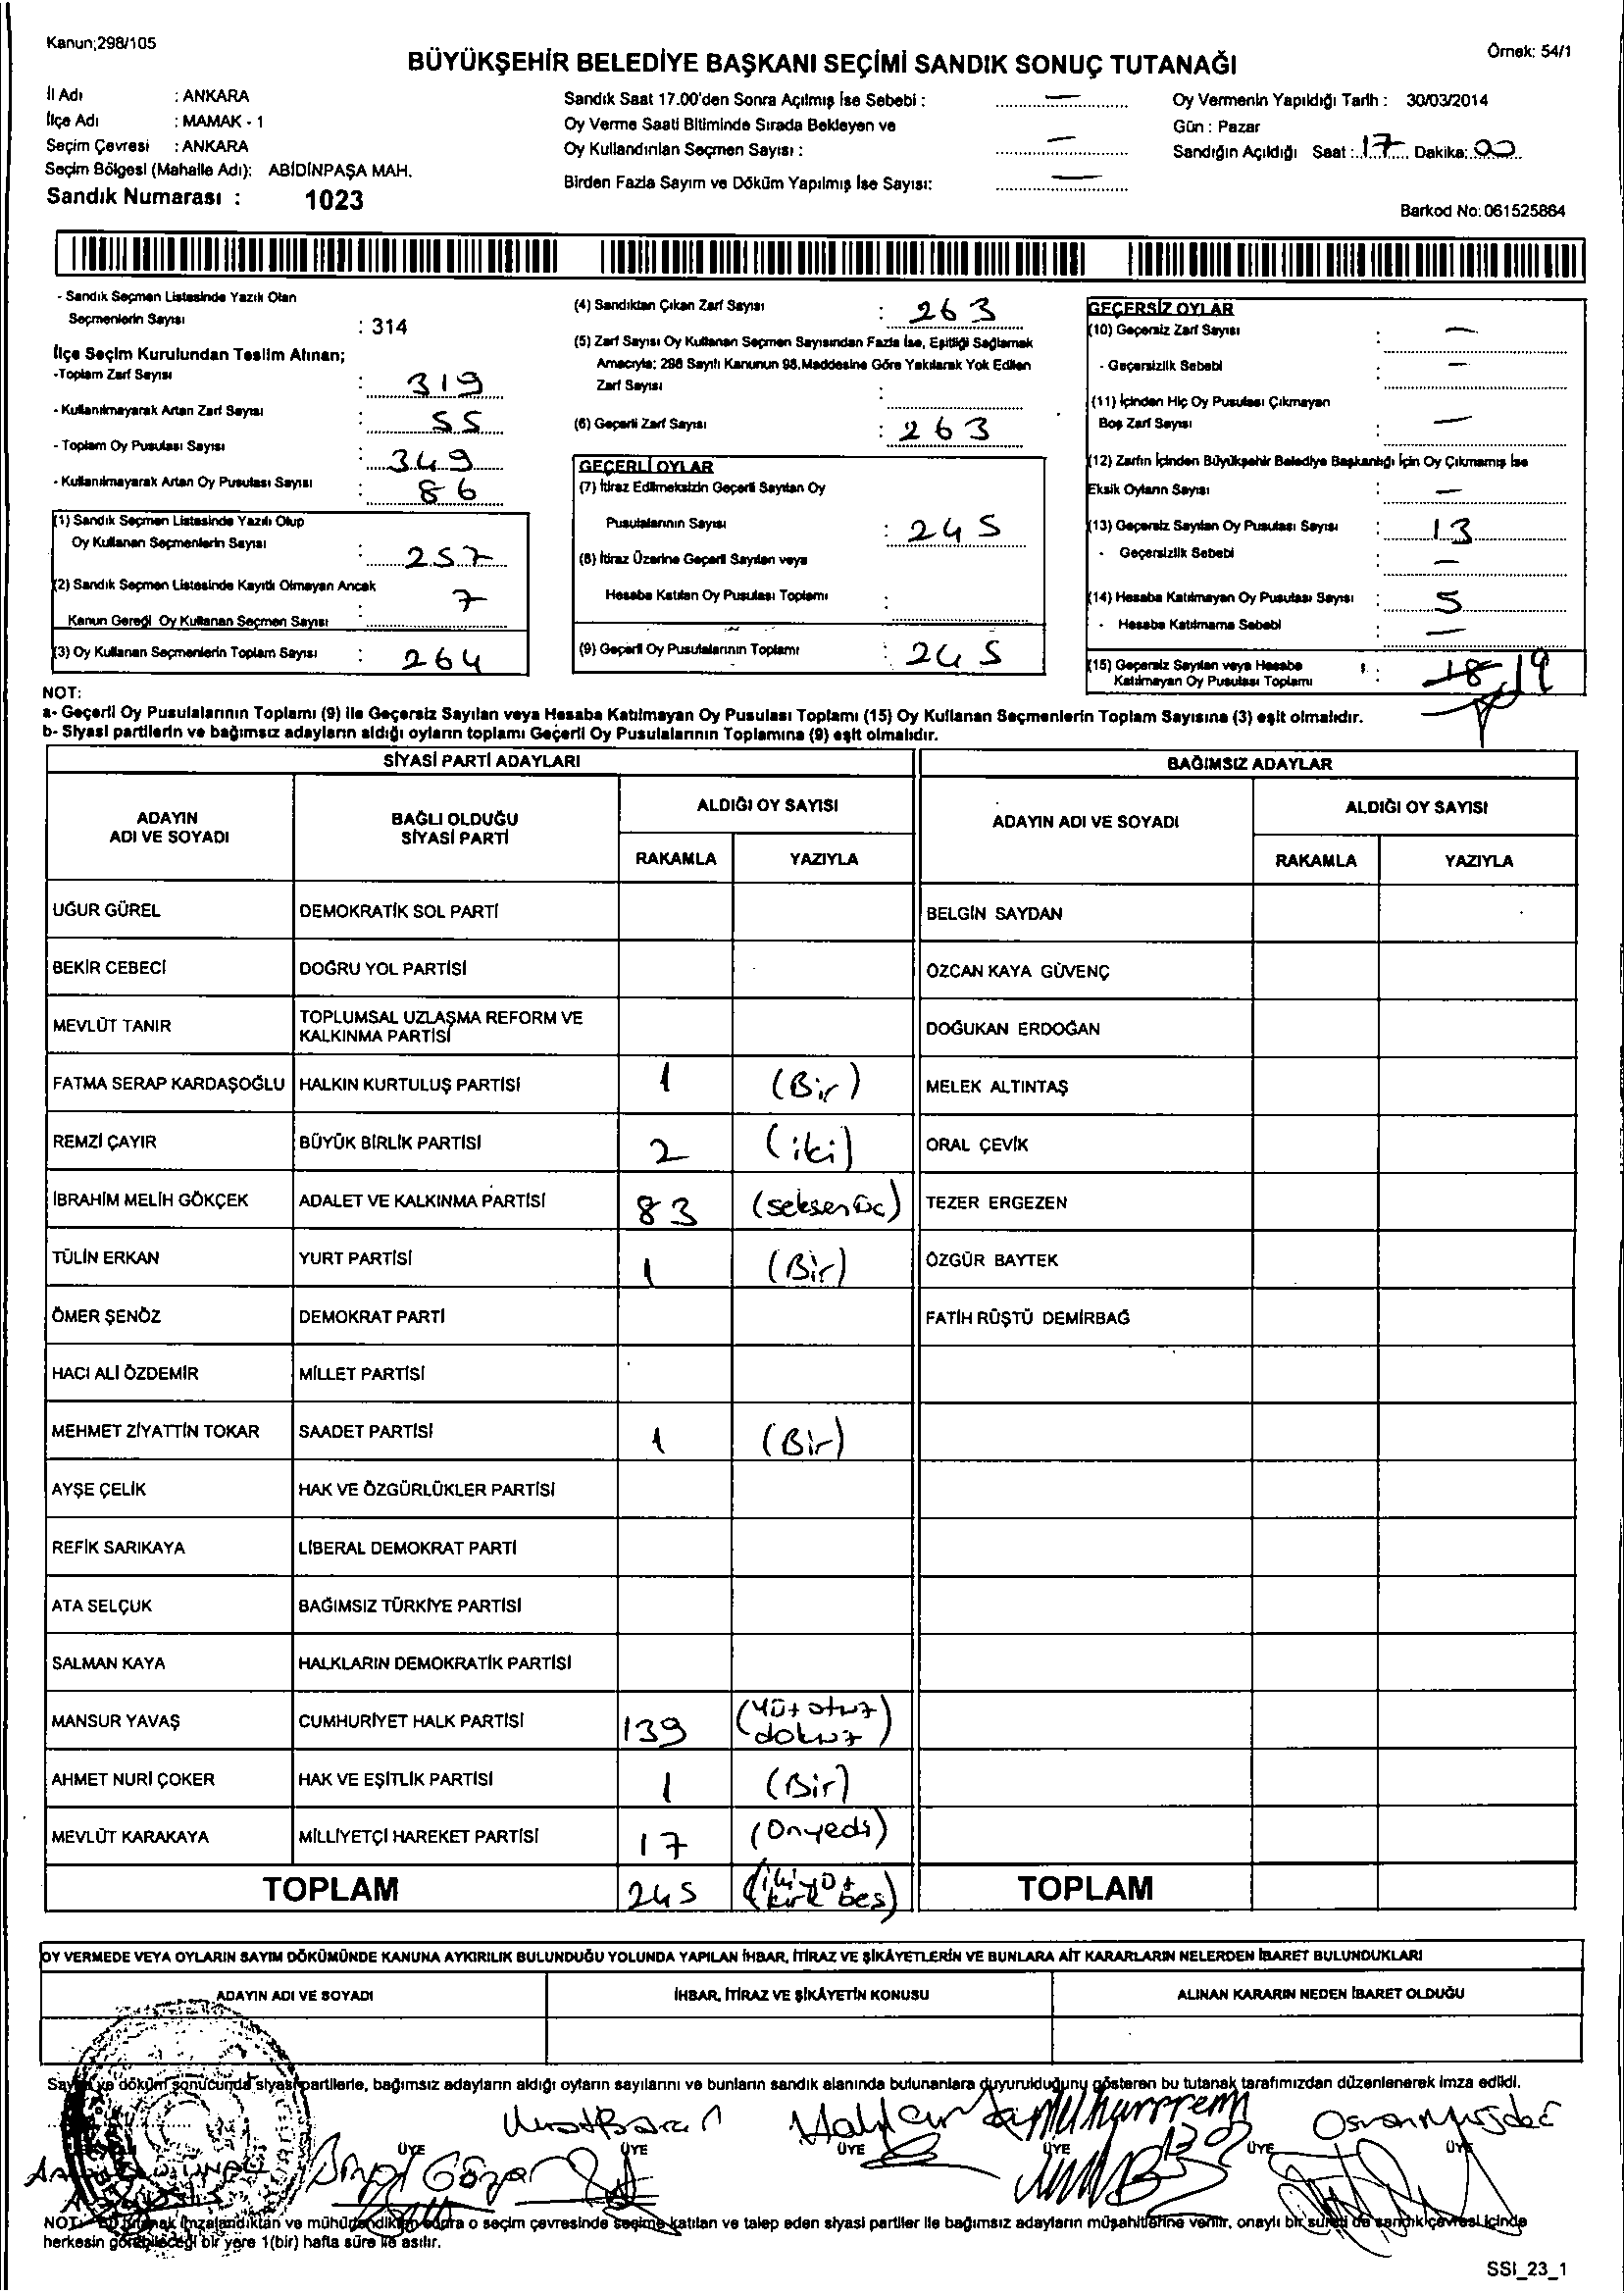 Kanun;298/105
Örnek: 54/1
BÜYÜKŞEHİR BELEDİYE BAŞKANI SEÇİMİ SANDIK SONUÇ TUTANAĞI
İl Adı : ANKARA
İlçe Adı : MAMAK - 1
Seçim Çevresi : ANKARA
Seçim Bölgesi (Mahalle Adı): ABİDİNPAŞA MAH.
Sandık Numarası : 1023
Sandık Saat 17.00'den Sonra Açılmış İse Sebebi : —
Oy Verme Saati Bitiminde Sırada Bekleyen ve
Oy Kullandırılan Seçmen Sayısı : —
Birden Fazla Sayım ve Döküm Yapılmış İse Sayısı: —
Oy Vermenin Yapıldığı Tarih : 30/03/2014
Gün : Pazar
Sandığın Açıldığı Saat : 17 Dakika: 00
Barkod No: 061525864
- Sandık Seçmen Listesinde Yazılı Olan
Seçmenlerin Sayısı : 314
İlçe Seçim Kurulundan Teslim Alınan;
-Toplam Zarf Sayısı : 319
- Kullanılmayarak Artan Zarf Sayısı : 55
- Toplam Oy Pusulası Sayısı : 349
- Kullanılmayarak Artan Oy Pusulası Sayısı : 86
(1) Sandık Seçmen Listesinde Yazılı Olup
Oy Kullanan Seçmenlerin Sayısı : 257
(2) Sandık Seçmen Listesinde Kayıtlı Olmayan Ancak
Kanun Gereği Oy Kullanan Seçmen Sayısı : 7
(3) Oy Kullanan Seçmenlerin Toplam Sayısı : 264
(4) Sandıktan Çıkan Zarf Sayısı : 263
(5) Zarf Sayısı Oy Kullanan Seçmen Sayısından Fazla İse, Eşitliği Sağlamak
Amacıyla; 298 Sayılı Kanunun 98.Maddesine Göre Yakılarak Yok Edilen
Zarf Sayısı :
(6) Geçerli Zarf Sayısı : 263
GEÇERLİ OYLAR
(7) İtiraz Edilmeksizin Geçerli Sayılan Oy
Pusulalarının Sayısı : 245
(8) İtiraz Üzerine Geçerli Sayılan veya
Hesaba Katılan Oy Pusulası Toplamı :
(9) Geçerli Oy Pusulalarının Toplamı : 245
GEÇERSİZ OYLAR
(10) Geçersiz Zarf Sayısı : —
- Geçersizlik Sebebi : —
(11) İçinden Hiç Oy Pusulası Çıkmayan
Boş Zarf Sayısı : —
(12) Zarfın İçinden Büyükşehir Belediye Başkanlığı İçin Oy Çıkmamış İse
Eksik Oyların Sayısı : —
(13) Geçersiz Sayılan Oy Pusulası Sayısı : 13
- Geçersizlik Sebebi : —
(14) Hesaba Katılmayan Oy Pusulası Sayısı : 5
- Hesaba Katılmama Sebebi : —
(15) Geçersiz Sayılan veya Hesaba
Katılmayan Oy Pusulası Toplamı : 18 19
NOT:
a- Geçerli Oy Pusulalarının Toplamı (9) ile Geçersiz Sayılan veya Hesaba Katılmayan Oy Pusulası Toplamı (15) Oy Kullanan Seçmenlerin Toplam Sayısına (3) eşit olmalıdır.
b- Siyasi partilerin ve bağımsız adayların aldığı oyların toplamı Geçerli Oy Pusulalarının Toplamına (9) eşit olmalıdır.
SİYASİ PARTİ ADAYLARI
BAĞIMSIZ ADAYLAR
ADAYIN ADI VE SOYADI
BAĞLI OLDUĞU SİYASİ PARTİ
ALDIĞI OY SAYISI
RAKAMLA YAZIYLA
ADAYIN ADI VE SOYADI
ALDIĞI OY SAYISI
RAKAMLA YAZIYLA
UĞUR GÜREL DEMOKRATİK SOL PARTİ BELGİN SAYDAN
BEKİR CEBECİ DOĞRU YOL PARTİSİ ÖZCAN KAYA GÜVENÇ
MEVLÜT TANIR TOPLUMSAL UZLAŞMA REFORM VE KALKINMA PARTİSİ DOĞUKAN ERDOĞAN
FATMA SERAP KARDAŞOĞLU HALKIN KURTULUŞ PARTİSİ 1 (Bir) MELEK ALTINTAŞ
REMZİ ÇAYIR BÜYÜK BİRLİK PARTİSİ 2 (iki) ORAL ÇEVİK
İBRAHİM MELİH GÖKÇEK ADALET VE KALKINMA PARTİSİ 83 (seksen üc) TEZER ERGEZEN
TÜLİN ERKAN YURT PARTİSİ 1 (Bir) ÖZGÜR BAYTEK
ÖMER ŞENÖZ DEMOKRAT PARTİ FATİH RÜŞTÜ DEMİRBAĞ
HACI ALİ ÖZDEMİR MİLLET PARTİSİ
MEHMET ZİYATTİN TOKAR SAADET PARTİSİ 1 (Bir)
AYŞE ÇELİK HAK VE ÖZGÜRLÜKLER PARTİSİ
REFİK SARIKAYA LİBERAL DEMOKRAT PARTİ
ATA SELÇUK BAĞIMSIZ TÜRKİYE PARTİSİ
SALMAN KAYA HALKLARIN DEMOKRATİK PARTİSİ
MANSUR YAVAŞ CUMHURİYET HALK PARTİSİ 139 (Yüz otuz dokuz)
AHMET NURİ ÇOKER HAK VE EŞİTLİK PARTİSİ 1 (Bir)
MEVLÜT KARAKAYA MİLLİYETÇİ HAREKET PARTİSİ 17 (Onyedi)
TOPLAM 245 (ikiyüz kırk bes) TOPLAM
OY VERMEDE VEYA OYLARIN SAYIM DÖKÜMÜNDE KANUNA AYKIRILIK BULUNDUĞU YOLUNDA YAPILAN İHBAR, İTİRAZ VE ŞİKÂYETLERİN VE BUNLARA AİT KARARLARIN NELERDEN İBARET BULUNDUKLARI
ADAYIN ADI VE SOYADI İHBAR, İTİRAZ VE ŞİKÂYETİN KONUSU ALINAN KARARIN NEDEN İBARET OLDUĞU
Sayım ve döküm sonucunda siyasi partilerle, bağımsız adayların aldığı oyların sayılarını ve bunların sandık alanında bulunanlara duyurulduğunu gösteren bu tutanak tarafımızdan düzenlenerek imza edildi.
ÜYE ÜYE ÜYE ÜYE ÜYE ÜYE
NOT: Bu tutanak imzalandıktan ve mühürlendikten sonra o seçim çevresinde seçime katılan ve talep eden siyasi partiler ile bağımsız adayların müşahitlerine verilir, onaylı bir sureti de sandık çevresi içinde
herkesin görebileceği bir yere 1(bir) hafta süre ile asılır.
SSI_23_1